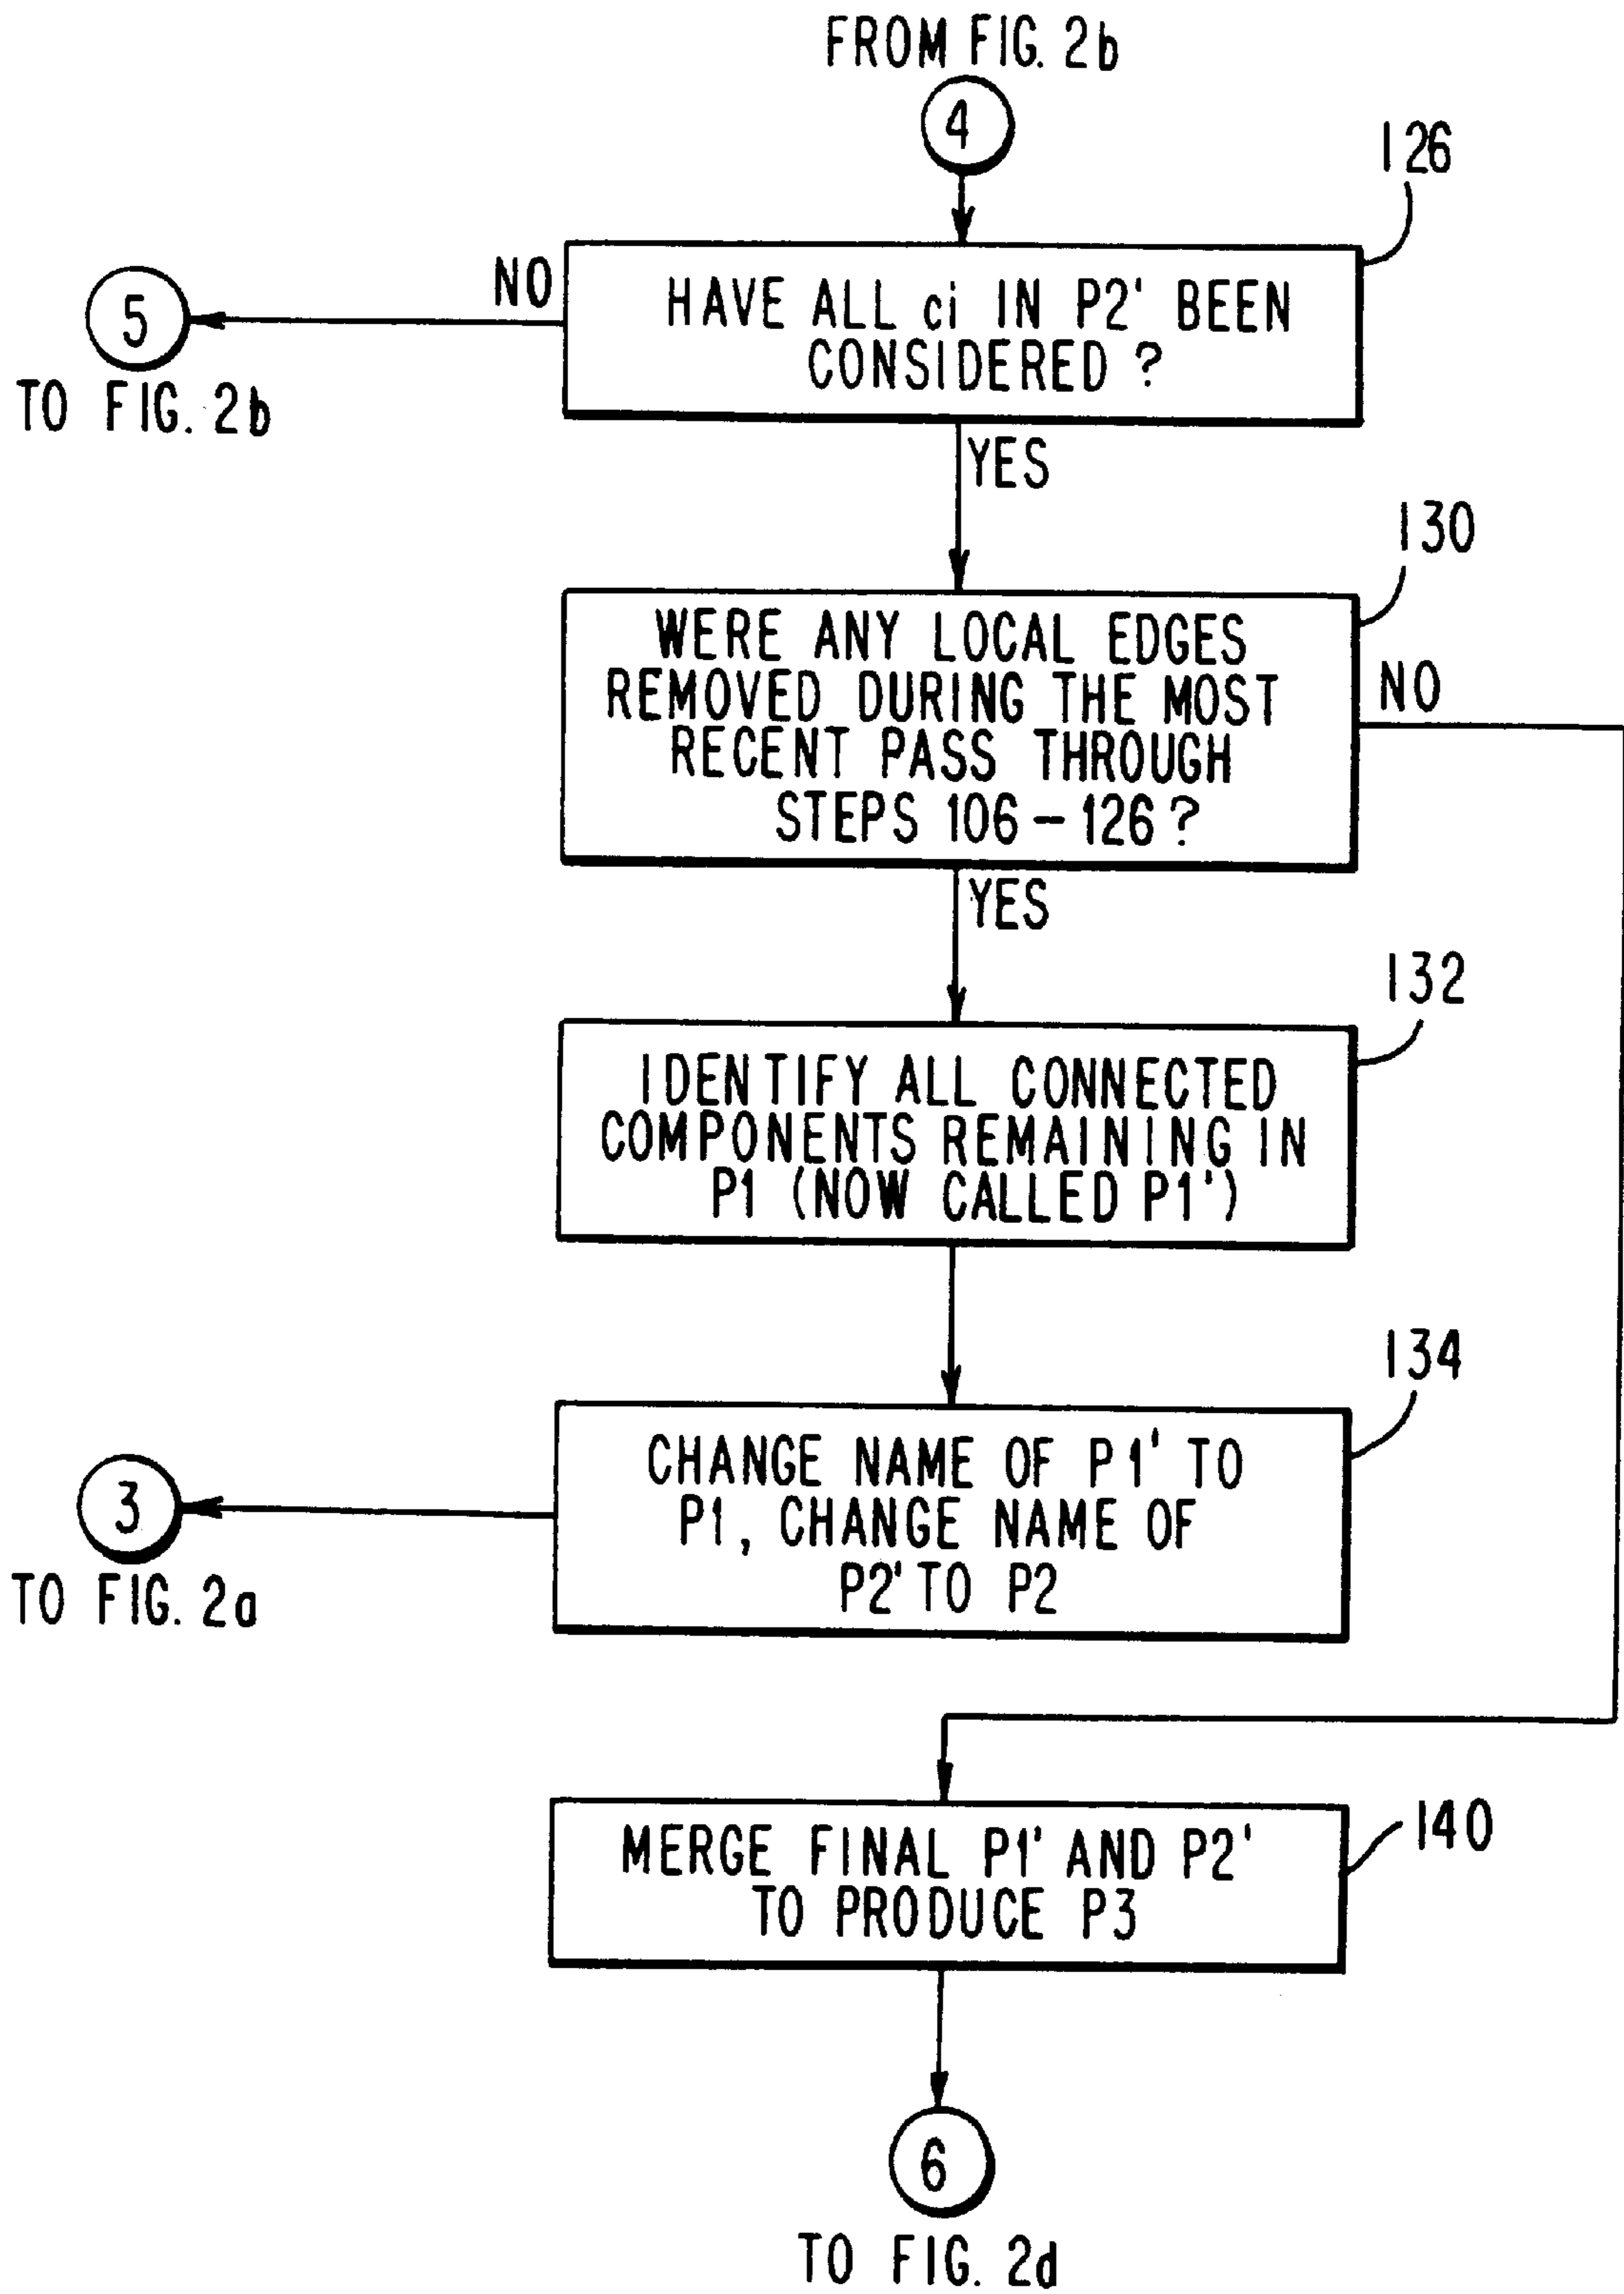 FROM FIG. 2b
4
126
HAVE ALL ci IN P2' BEEN
CONSIDERED ?
NO
5
TO FIG. 2b
YES
130
WERE ANY LOCAL EDGES
REMOVED DURING THE MOST
RECENT PASS THROUGH
STEPS 106 – 126 ?
NO
YES
132
IDENTIFY ALL CONNECTED
COMPONENTS REMAINING IN
P1 (NOW CALLED P1')
134
CHANGE NAME OF P1' TO
P1, CHANGE NAME OF
P2' TO P2
3
TO FIG. 2a
140
MERGE FINAL P1' AND P2'
TO PRODUCE P3
6
TO FIG. 2d